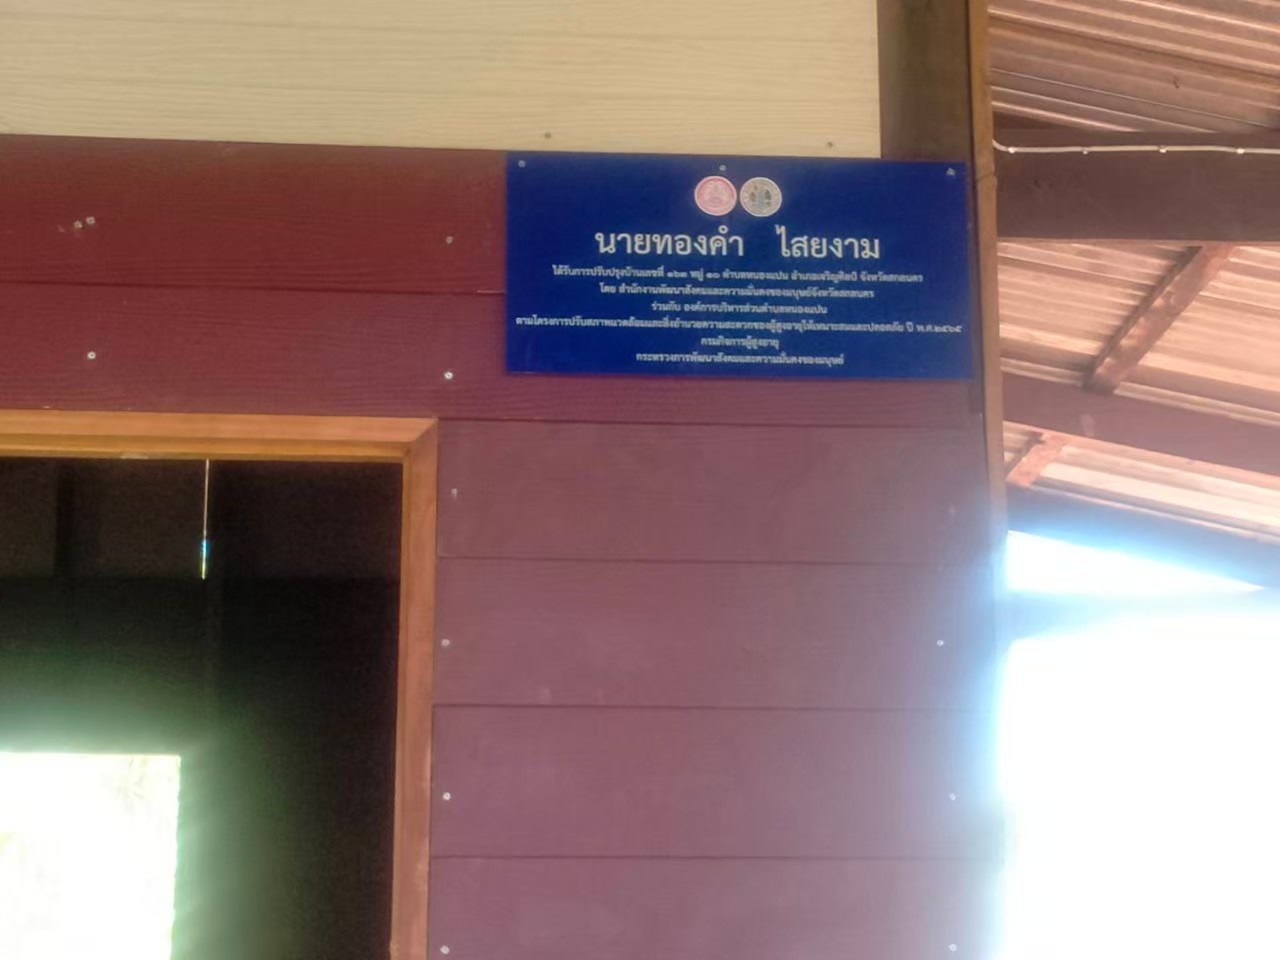 นายทองคำ ไสยงาม
ได้รับการปรับปรุงบ้านเลขที่ ๑๖๓ หมู่ ๑๐ ตำบลหนองแปน อำเภอเจริญศิลป์ จังหวัดสกลนคร
โดย สำนักงานพัฒนาสังคมและความมั่นคงของมนุษย์จังหวัดสกลนคร
ร่วมกับ องค์การบริหารส่วนตำบลหนองแปน
ตามโครงการปรับสภาพแวดล้อมและสิ่งอำนวยความสะดวกของผู้สูงอายุให้เหมาะสมและปลอดภัย ปี พ.ศ.๒๕๖๕
กรมกิจการผู้สูงอายุ
กระทรวงการพัฒนาสังคมและความมั่นคงของมนุษย์